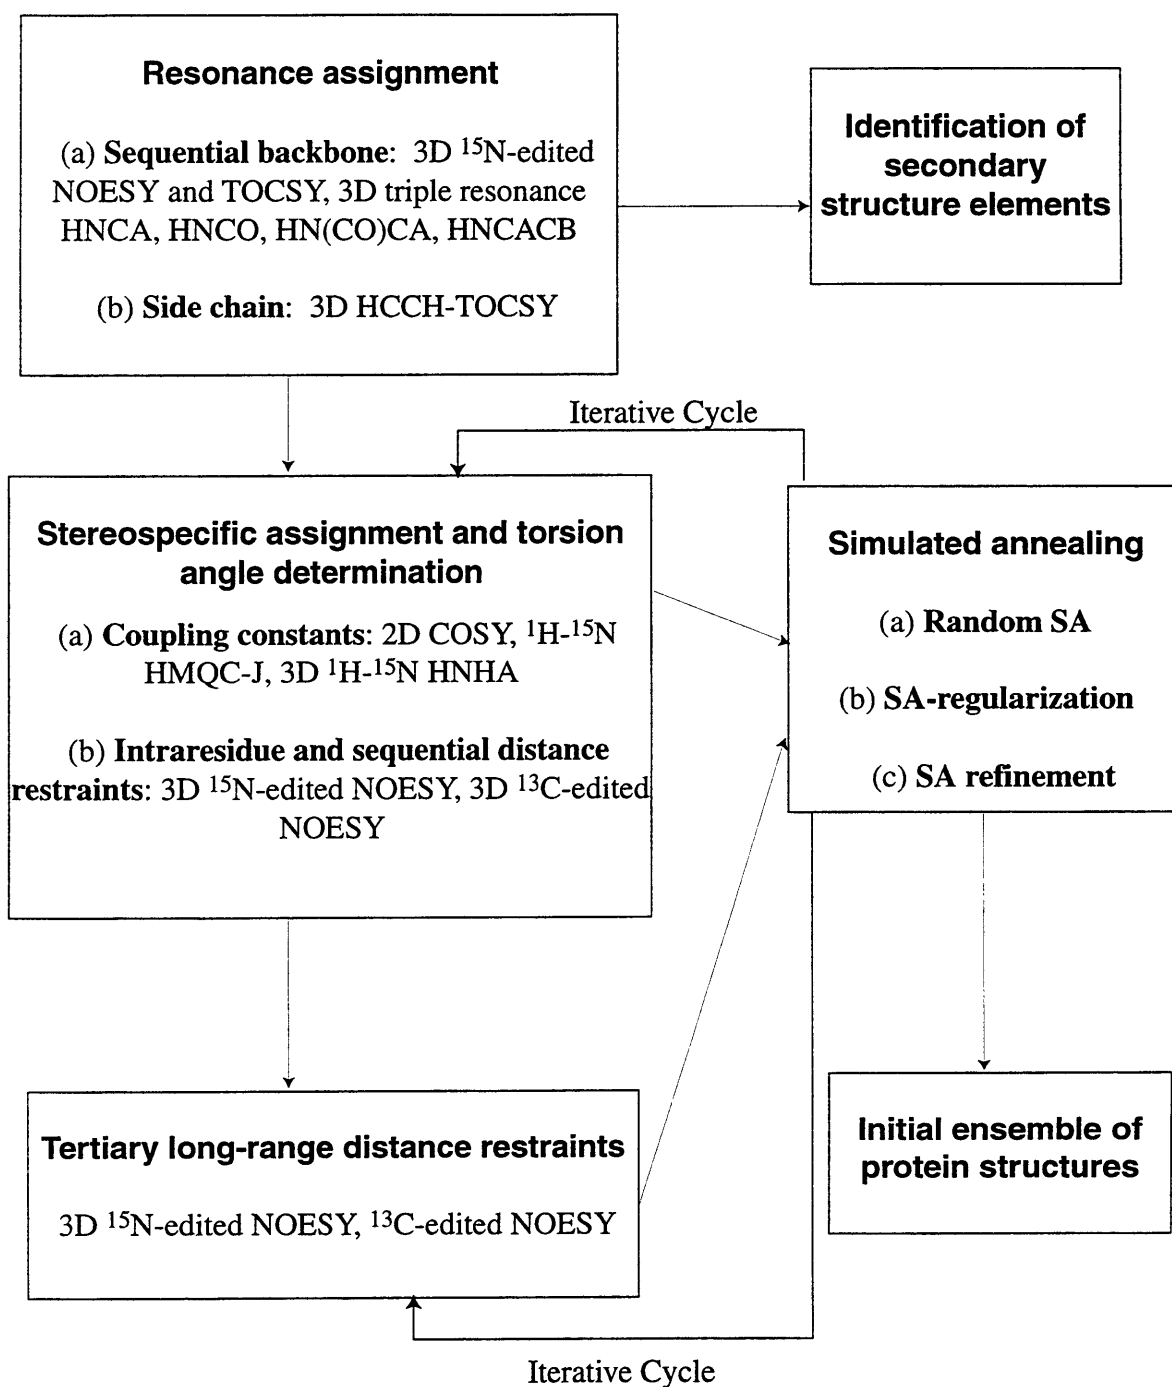 Resonance assignment
(a) Sequential backbone: 3D ¹⁵N-edited
NOESY and TOCSY, 3D triple resonance
HNCA, HNCO, HN(CO)CA, HNCACB
(b) Side chain: 3D HCCH-TOCSY
Identification of
secondary
structure elements
Iterative Cycle
Stereospecific assignment and torsion
angle determination
(a) Coupling constants: 2D COSY, ¹H-¹⁵N
HMQC-J, 3D ¹H-¹⁵N HNHA
(b) Intraresidue and sequential distance
restraints: 3D ¹⁵N-edited NOESY, 3D ¹³C-edited
NOESY
Simulated annealing
(a) Random SA
(b) SA-regularization
(c) SA refinement
Tertiary long-range distance restraints
3D ¹⁵N-edited NOESY, ¹³C-edited NOESY
Initial ensemble of
protein structures
Iterative Cycle